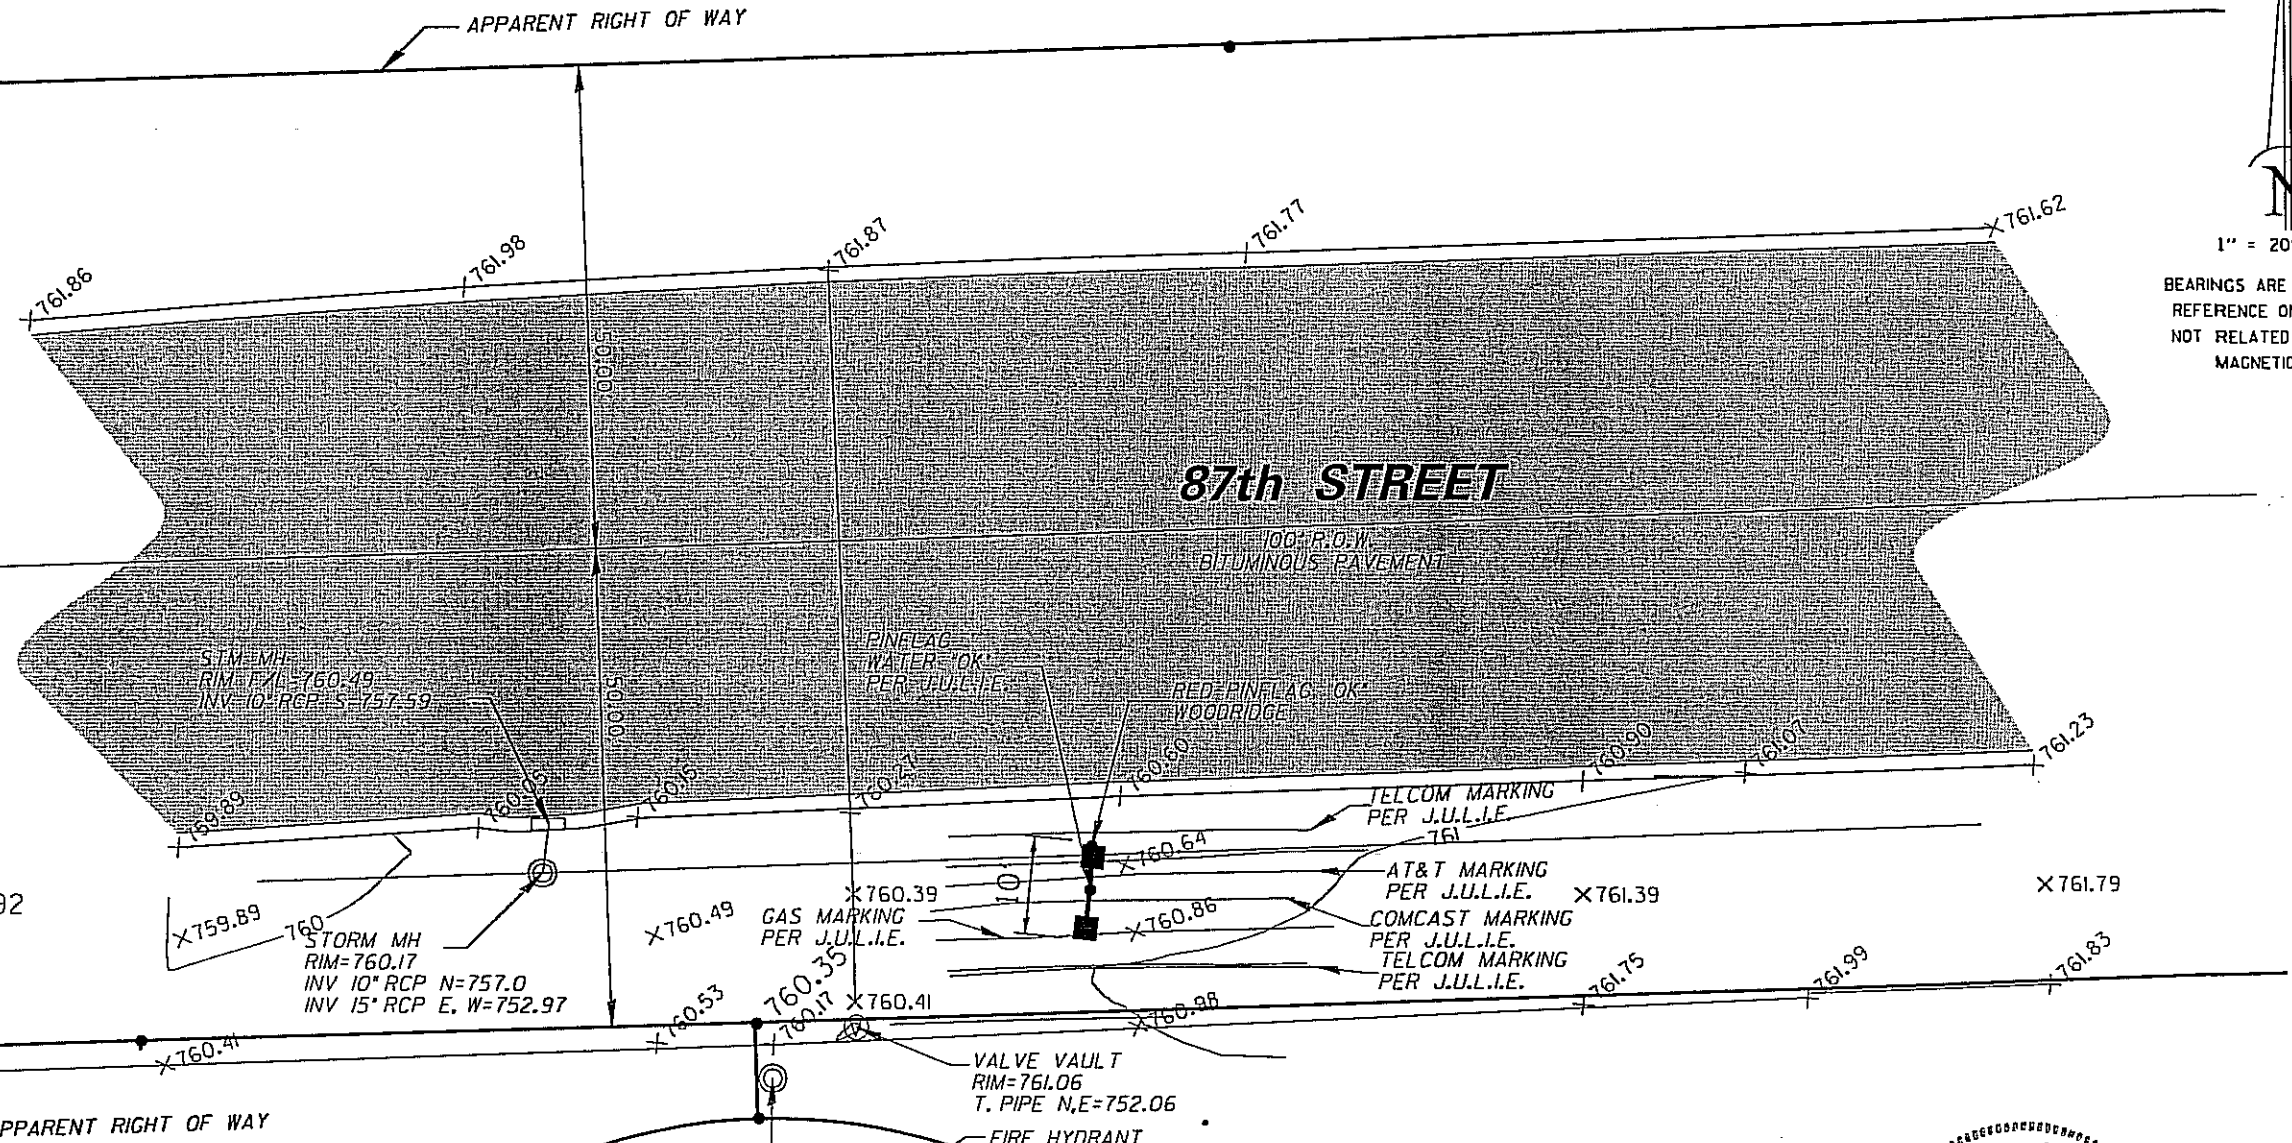 APPARENT RIGHT OF WAY
761.86
761.98
761.87
761.77
761.62
N
1" = 20'
BEARINGS ARE
REFERENCE
NOT RELATED
MAGNETIC
50.00
87th STREET
100' R.O.W.
BITUMINOUS PAVEMENT
STM MH
RIM F/L=760.49
INV 10" RCP S=757.59
PINFLAG
WATER "OK"
PER J.U.L.I.E.
RED PINFLAG "OK"
WOODRIDGE
50.00
759.89
760.05
760.15
760.27
760.60
760.90
761.07
761.23
TELCOM MARKING
PER J.U.L.I.E.
761
760.64
10'
AT&T MARKING
PER J.U.L.I.E.
761.39
761.79
92
759.89
760
760.49
760.39
GAS MARKING
PER J.U.L.I.E.
760.86
COMCAST MARKING
PER J.U.L.I.E.
TELCOM MARKING
PER J.U.L.I.E.
STORM MH
RIM=760.17
INV 10" RCP N=757.0
INV 15" RCP E, W=752.97
760.41
760.53
760.35
760.17
760.41
760.98
761.75
761.99
761.83
VALVE VAULT
RIM=761.06
T. PIPE N,E=752.06
PPARENT RIGHT OF WAY
FIRE HYDRANT